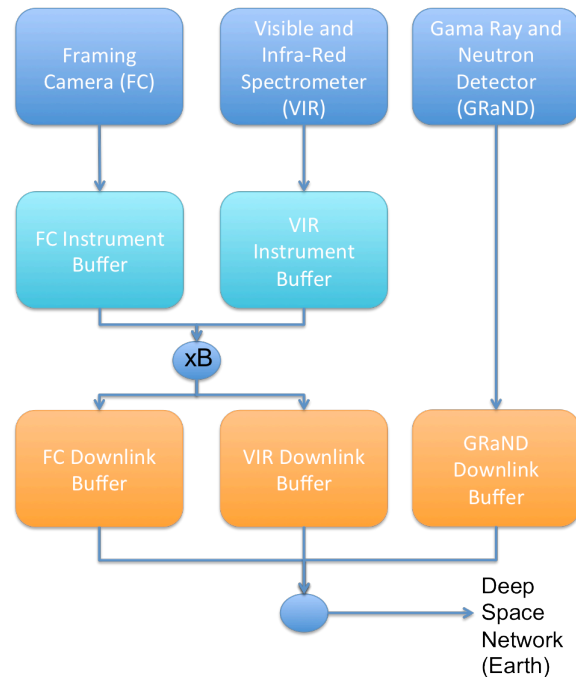 Framing
Camera (FC)
Visible and
Infra-Red
Spectrometer
(VIR)
Gama Ray and
Neutron
Detector
(GRaND)
FC Instrument
Buffer
VIR
Instrument
Buffer
xB
FC Downlink
Buffer
VIR Downlink
Buffer
GRaND
Downlink
Buffer
Deep
Space
Network
(Earth)